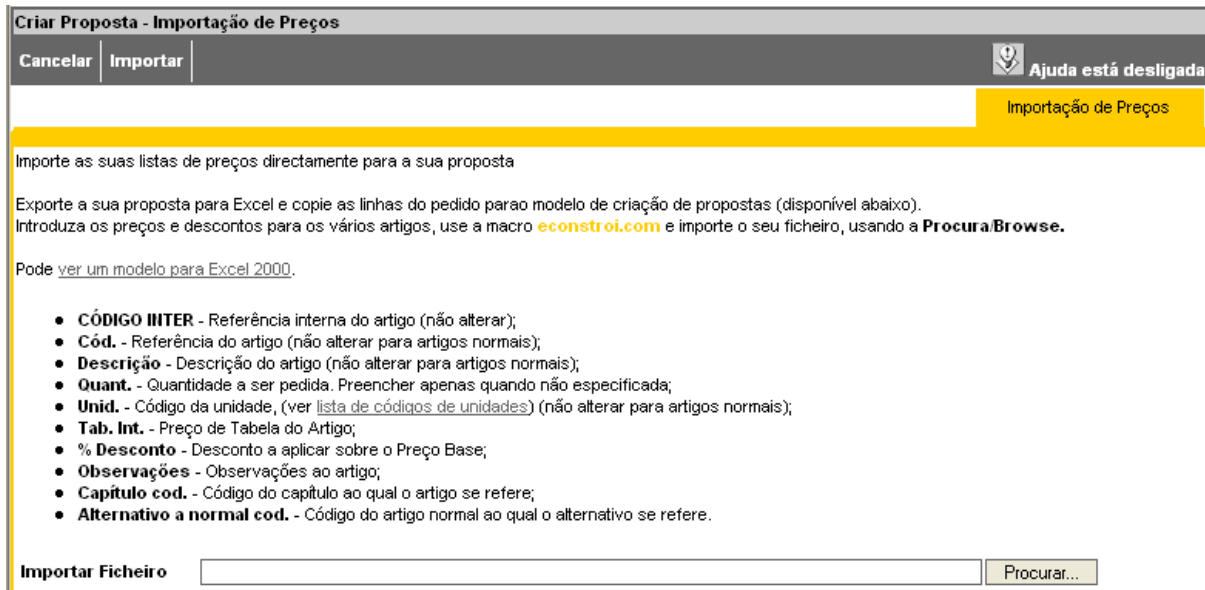 Criar Proposta - Importação de Preços
Cancelar Importar Ajuda está desligada
Importação de Preços
Importe as suas listas de preços directamente para a sua proposta
Exporte a sua proposta para Excel e copie as linhas do pedido parao modelo de criação de propostas (disponível abaixo).
Introduza os preços e descontos para os vários artigos, use a macro econstroi.com e importe o seu ficheiro, usando a Procura/Browse.
Pode ver um modelo para Excel 2000.
• CÓDIGO INTER - Referência interna do artigo (não alterar);
• Cód. - Referência do artigo (não alterar para artigos normais);
• Descrição - Descrição do artigo (não alterar para artigos normais);
• Quant. - Quantidade a ser pedida. Preencher apenas quando não especificada;
• Unid. - Código da unidade, (ver lista de códigos de unidades) (não alterar para artigos normais);
• Tab. Int. - Preço de Tabela do Artigo;
• % Desconto - Desconto a aplicar sobre o Preço Base;
• Observações - Observações ao artigo;
• Capítulo cod. - Código do capítulo ao qual o artigo se refere;
• Alternativo a normal cod. - Código do artigo normal ao qual o alternativo se refere.
Importar Ficheiro Procurar...